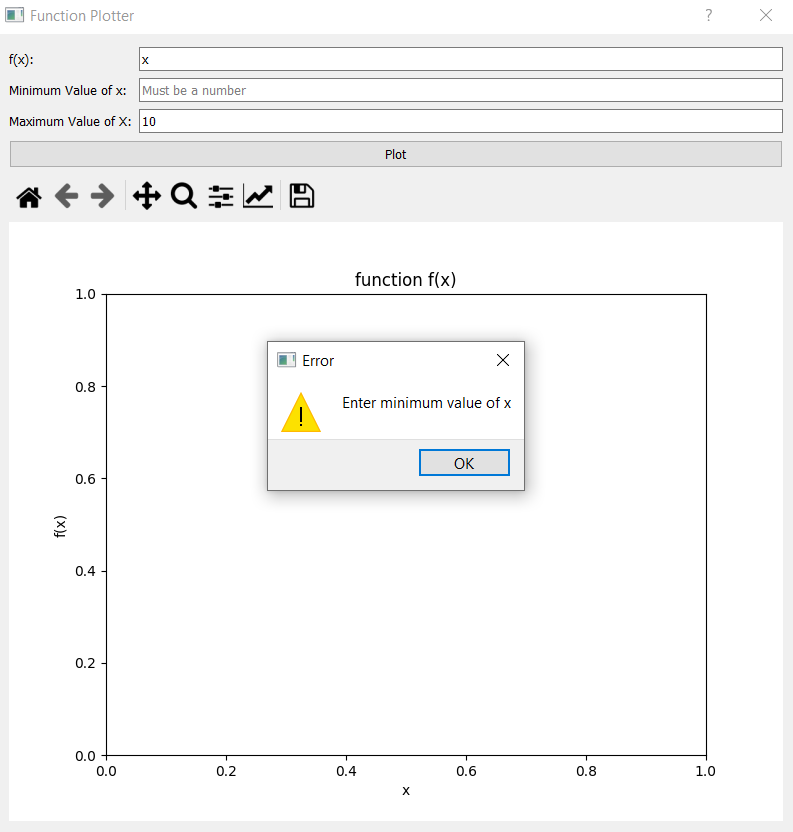 Function Plotter ?
f(x): x
Minimum Value of x: Must be a number
Maximum Value of X: 10
Plot
function f(x)
1.0
0.8
0.6
0.4
0.2
0.0
f(x)
Error
Enter minimum value of x
OK
0.0 0.2 0.4 0.6 0.8 1.0
x